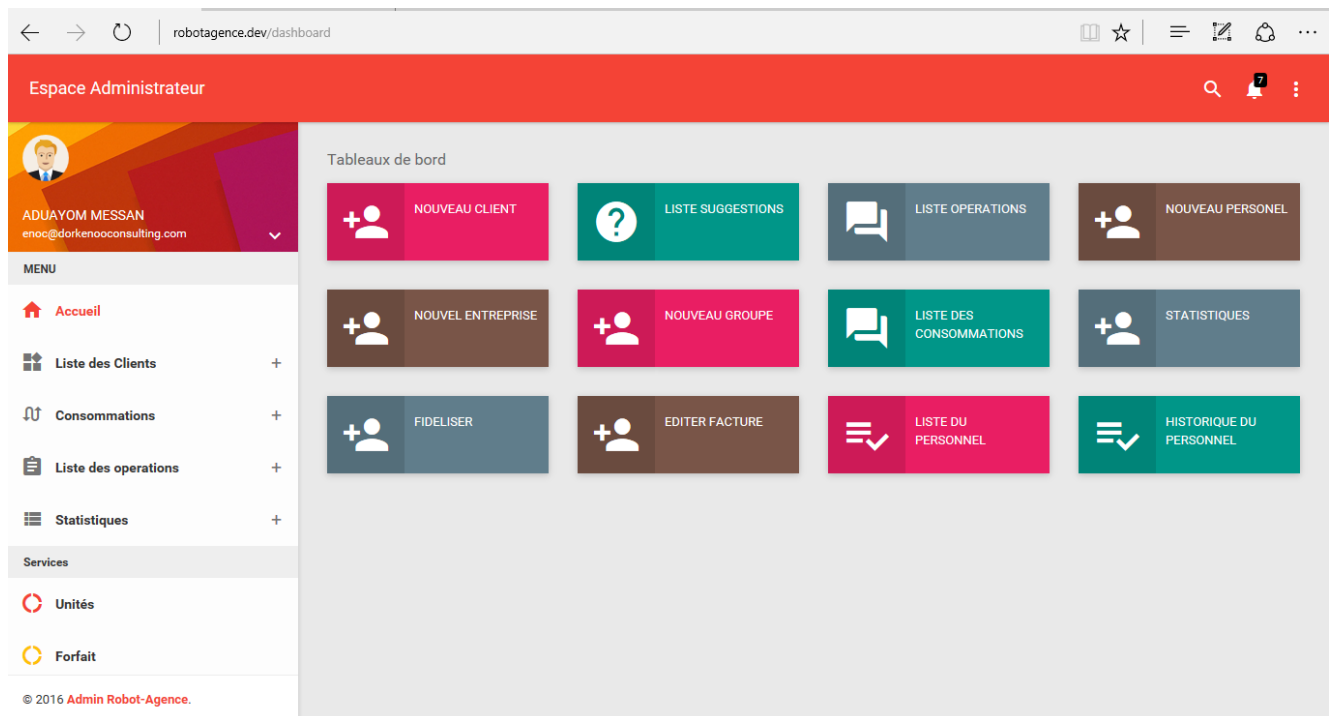 robotagence.dev/dashboard
Espace Administrateur
7
ADUAYOM MESSAN
enoc@dorkenooconsulting.com
MENU
Accueil
Liste des Clients +
Consommations +
Liste des operations +
Statistiques +
Services
Unités
Forfait
© 2016 Admin Robot-Agence.
Tableaux de bord
NOUVEAU CLIENT
LISTE SUGGESTIONS
LISTE OPERATIONS
NOUVEAU PERSONEL
NOUVEL ENTREPRISE
NOUVEAU GROUPE
LISTE DES
CONSOMMATIONS
STATISTIQUES
FIDELISER
EDITER FACTURE
LISTE DU
PERSONNEL
HISTORIQUE DU
PERSONNEL